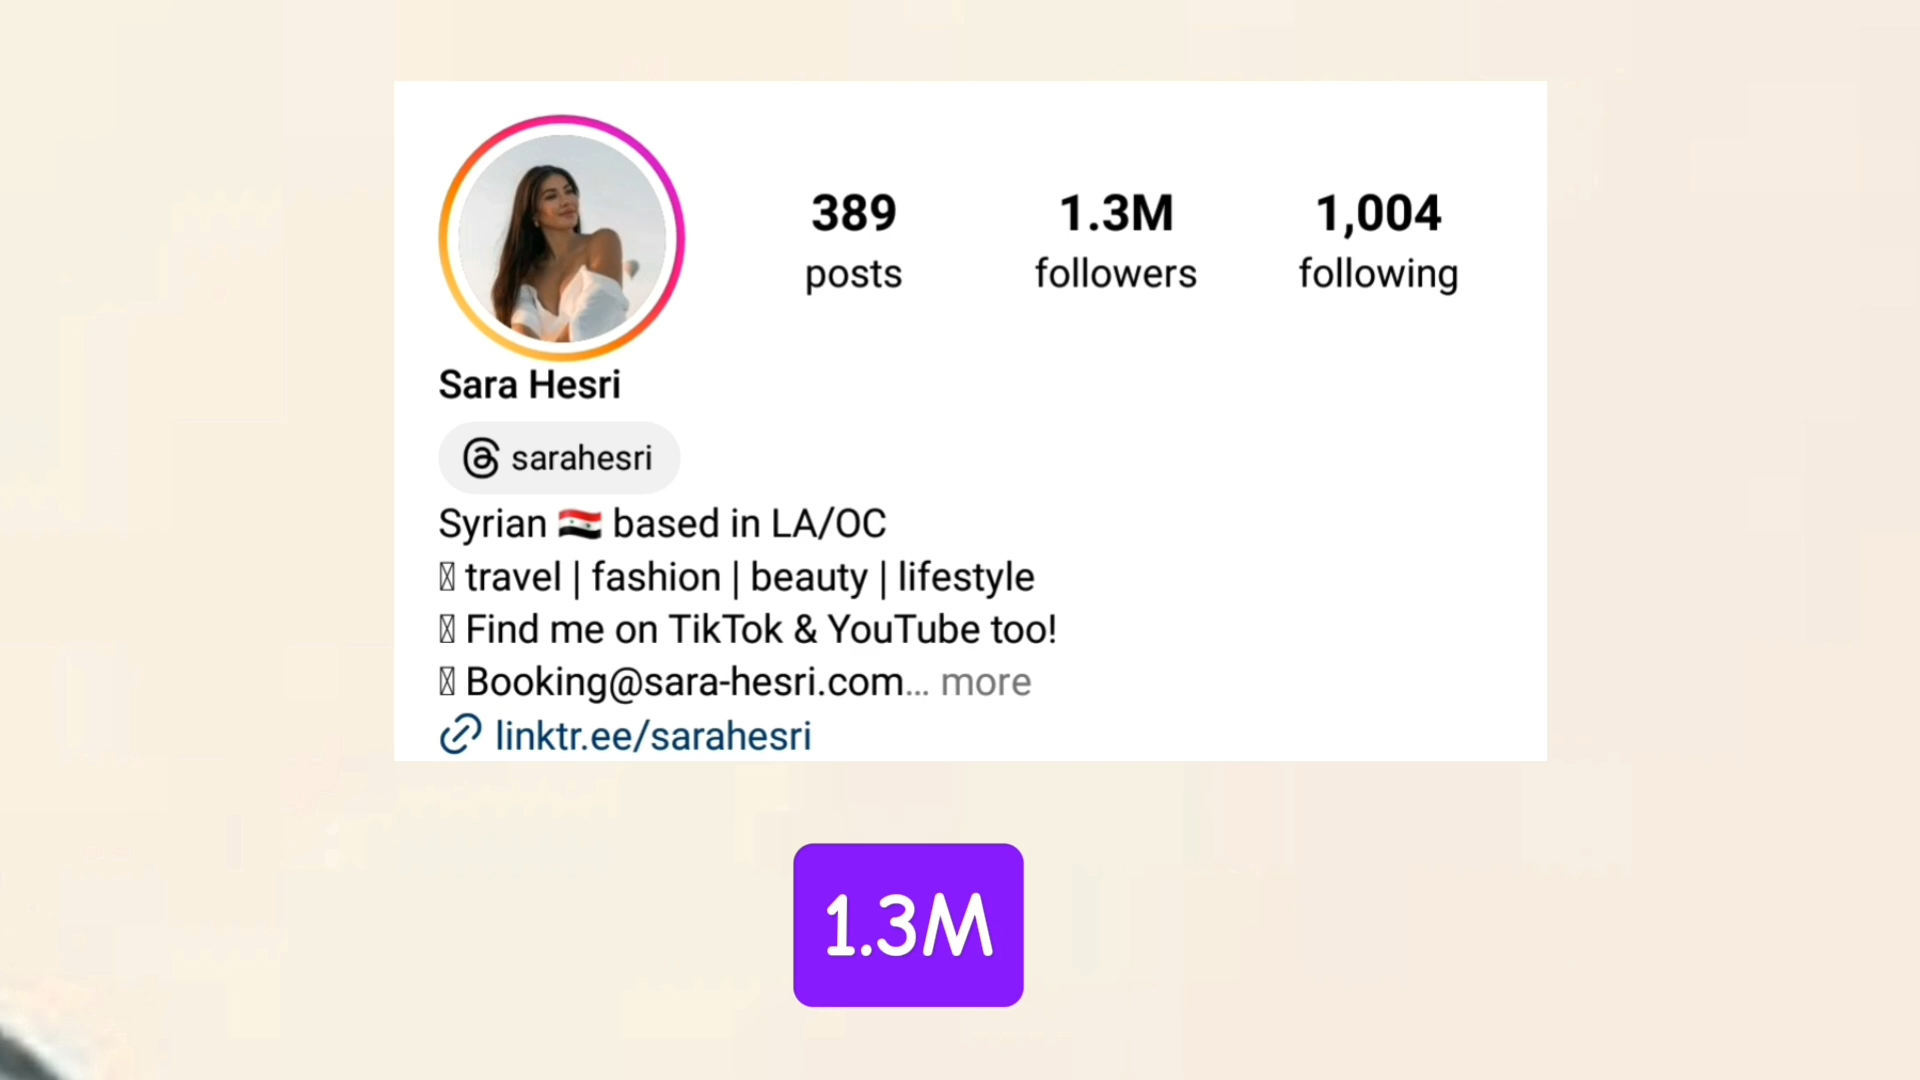 389 1.3M 1,004
posts followers following
Sara Hesri
sarahesri
Syrian 🇸🇾 based in LA/OC
travel | fashion | beauty | lifestyle
Find me on TikTok & YouTube too!
Booking@sara-hesri.com... more
linktr.ee/sarahesri
1.3M